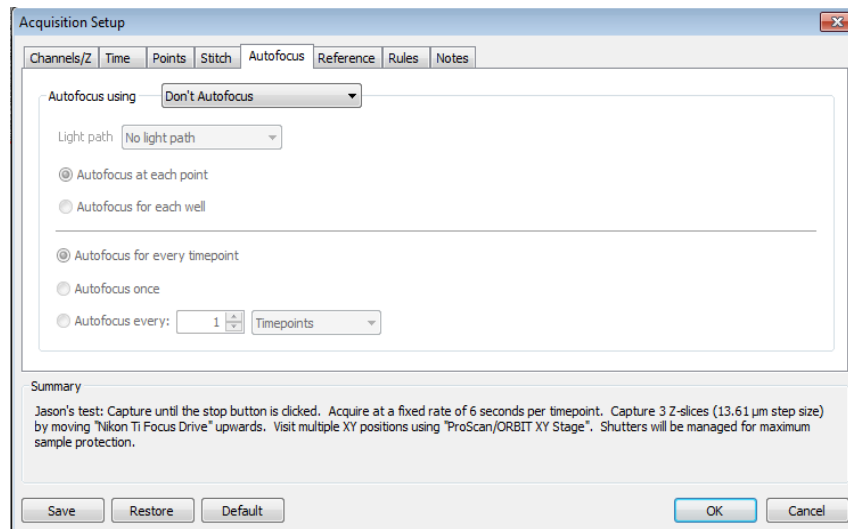 Acquisition Setup
Channels/Z Time Points Stitch Autofocus Reference Rules Notes
Autofocus using Don't Autofocus
Light path No light path
Autofocus at each point
Autofocus for each well
Autofocus for every timepoint
Autofocus once
Autofocus every: 1 Timepoints
Summary
Jason's test: Capture until the stop button is clicked. Acquire at a fixed rate of 6 seconds per timepoint. Capture 3 Z-slices (13.61 µm step size)
by moving "Nikon Ti Focus Drive" upwards. Visit multiple XY positions using "ProScan/ORBIT XY Stage". Shutters will be managed for maximum
sample protection.
Save Restore Default OK Cancel